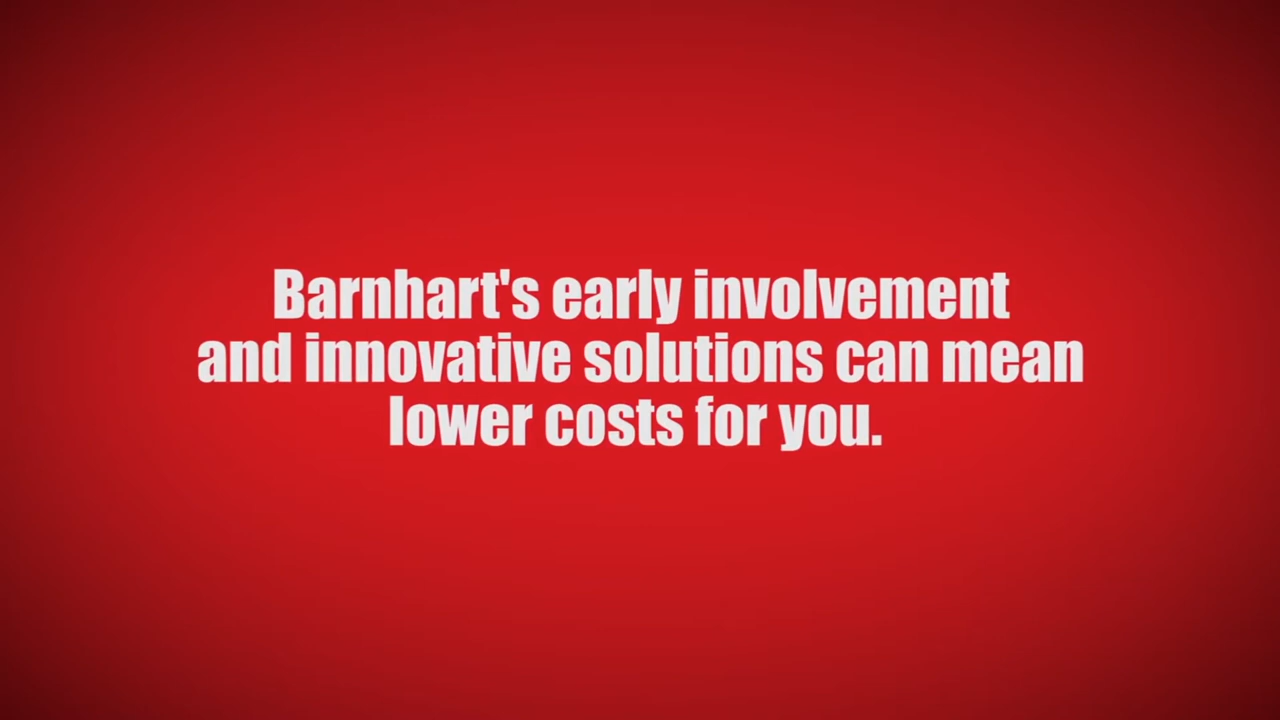 Barnhart's early involvement
and innovative solutions can mean
lower costs for you.